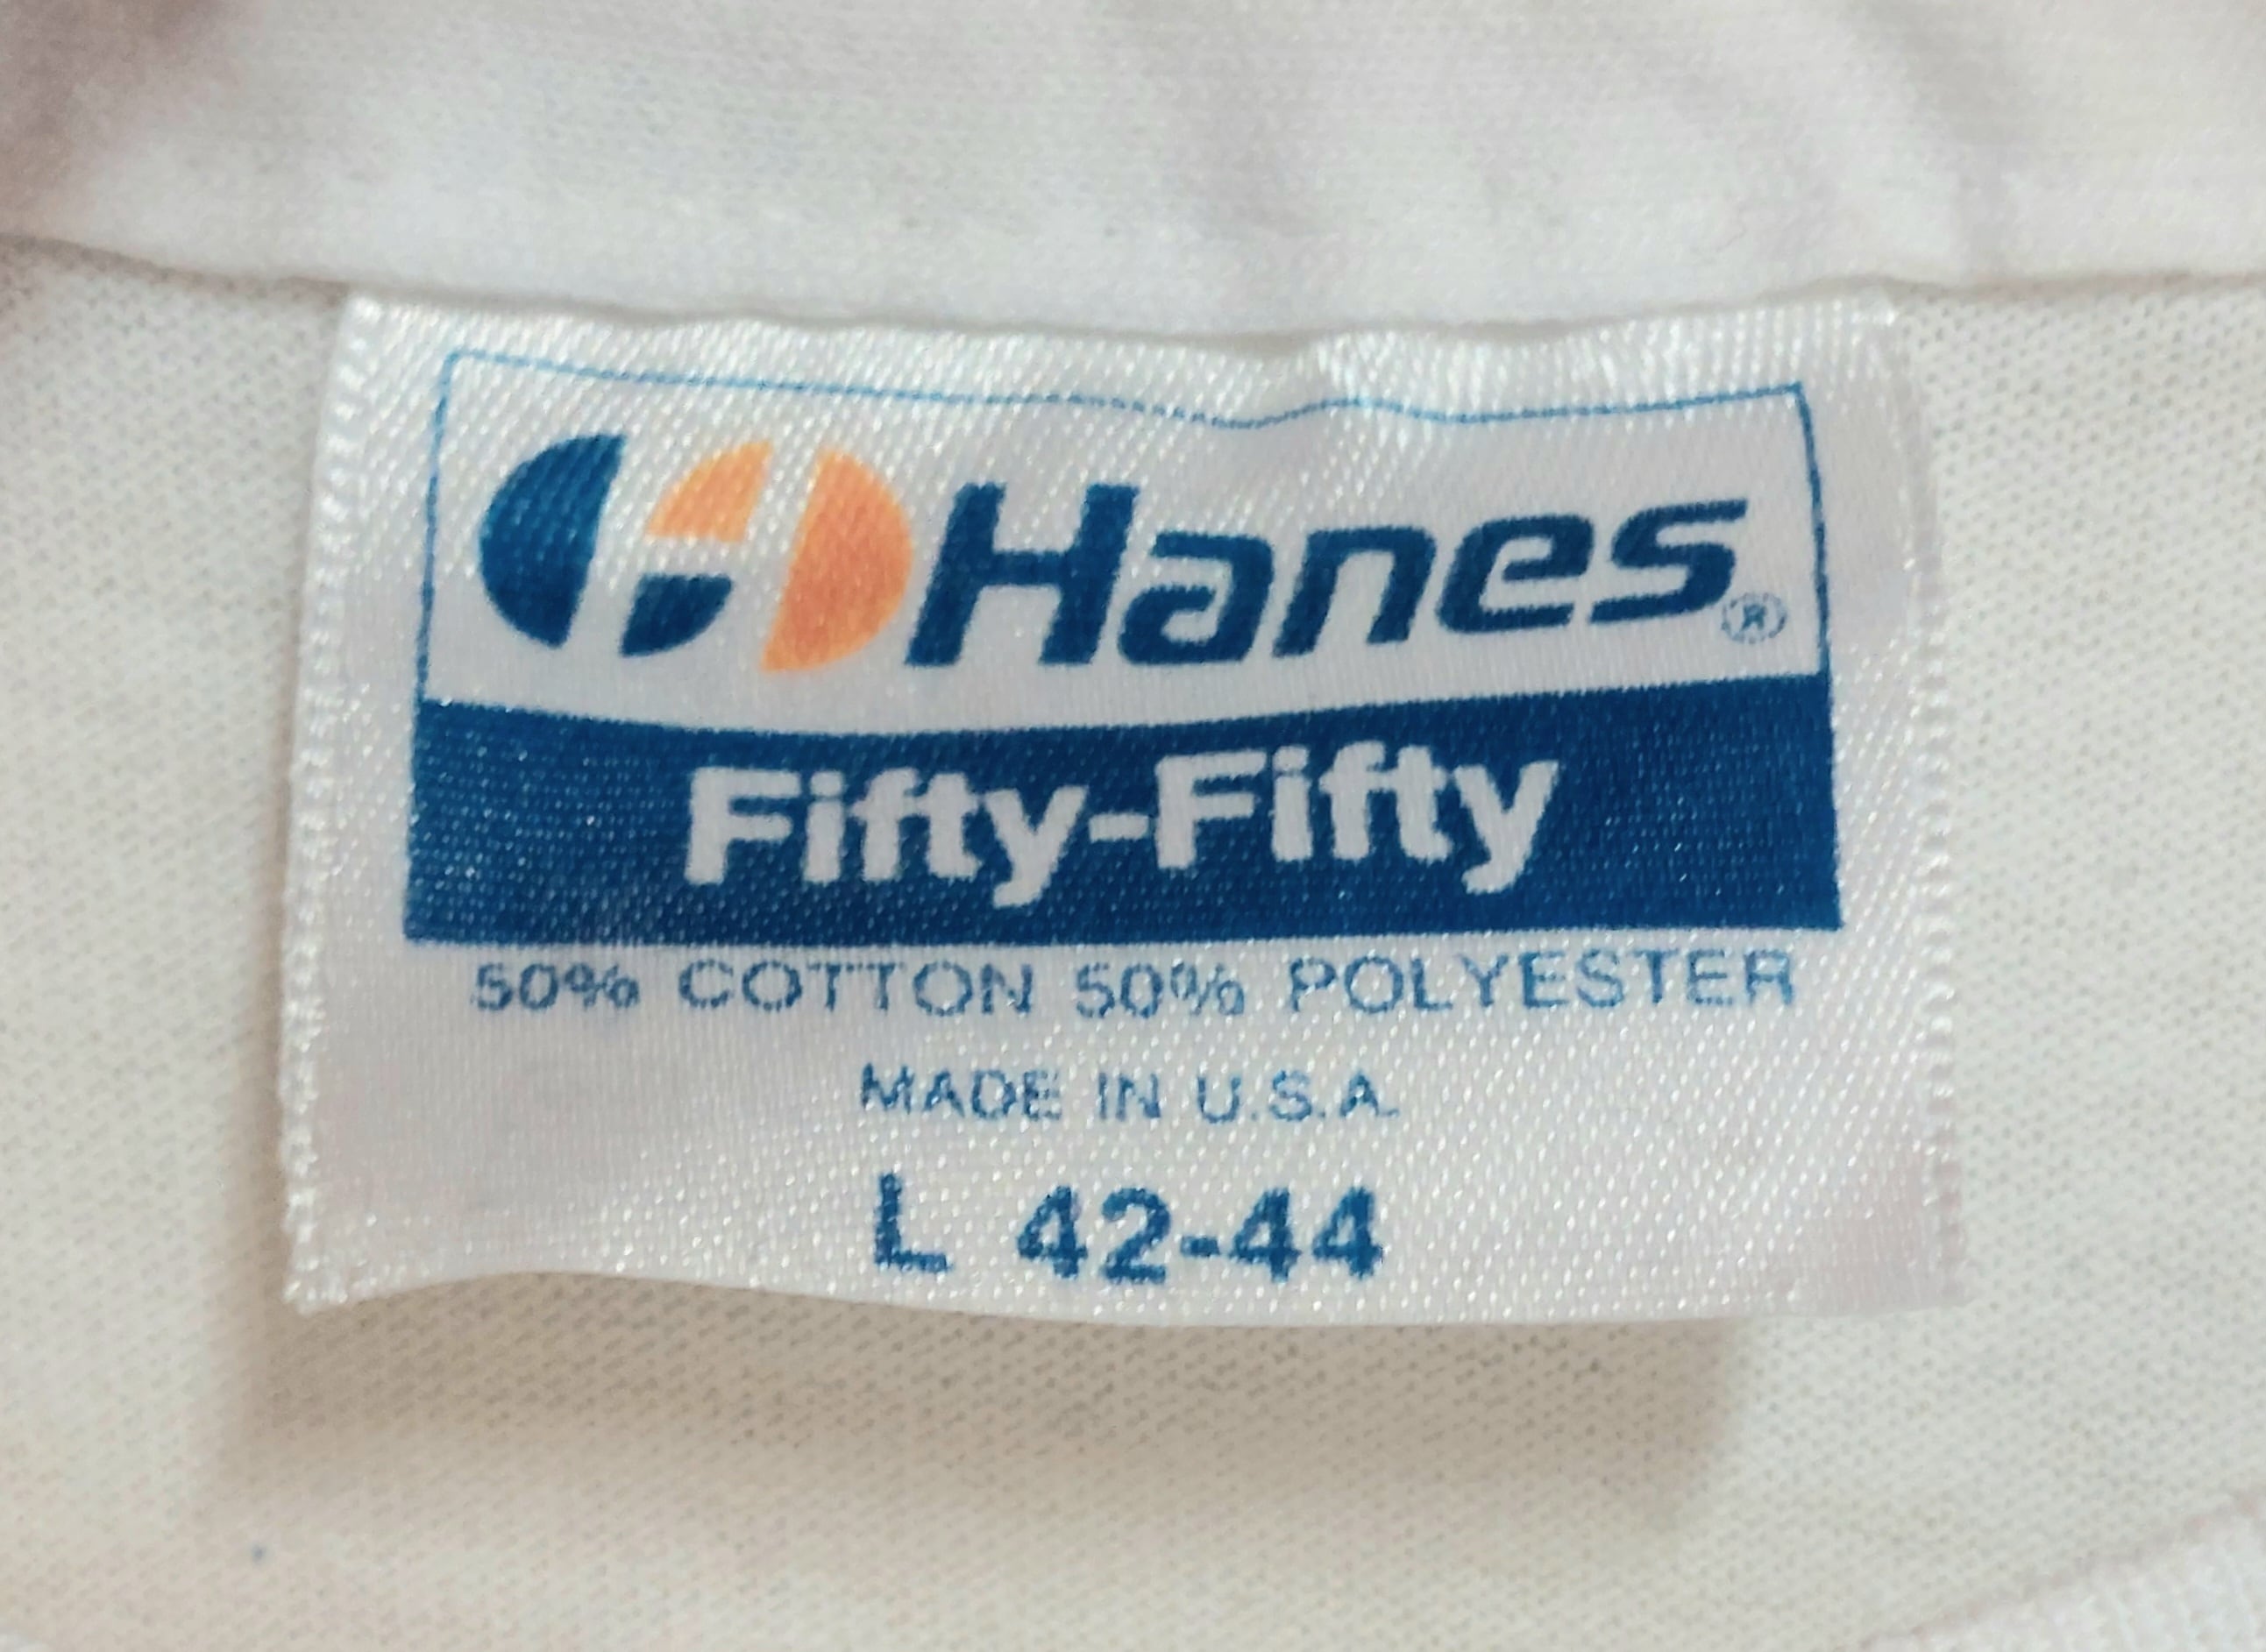 Hanes®
Fifty-Fifty
50% COTTON 50% POLYESTER
MADE IN U.S.A.
L 42-44